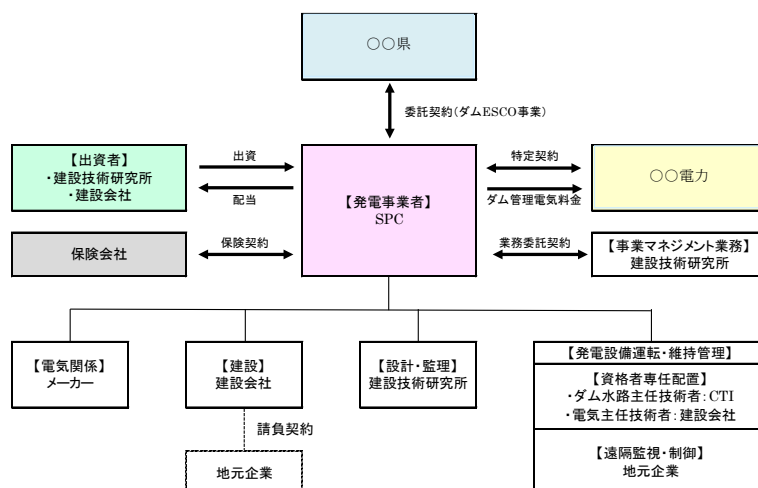 ○○県
委託契約(ダムESCO事業)
【出資者】
・建設技術研究所
・建設会社
出資
配当
【発電事業者】
SPC
特定契約
ダム管理電気料金
○○電力
保険会社
保険契約
業務委託契約
【事業マネジメント業務】
建設技術研究所
【電気関係】
メーカー
【建設】
建設会社
【設計・監理】
建設技術研究所
【発電設備運転・維持管理】
【資格者専任配置】
・ダム水路主任技術者:CTI
・電気主任技術者:建設会社
請負契約
地元企業
【遠隔監視・制御】
地元企業